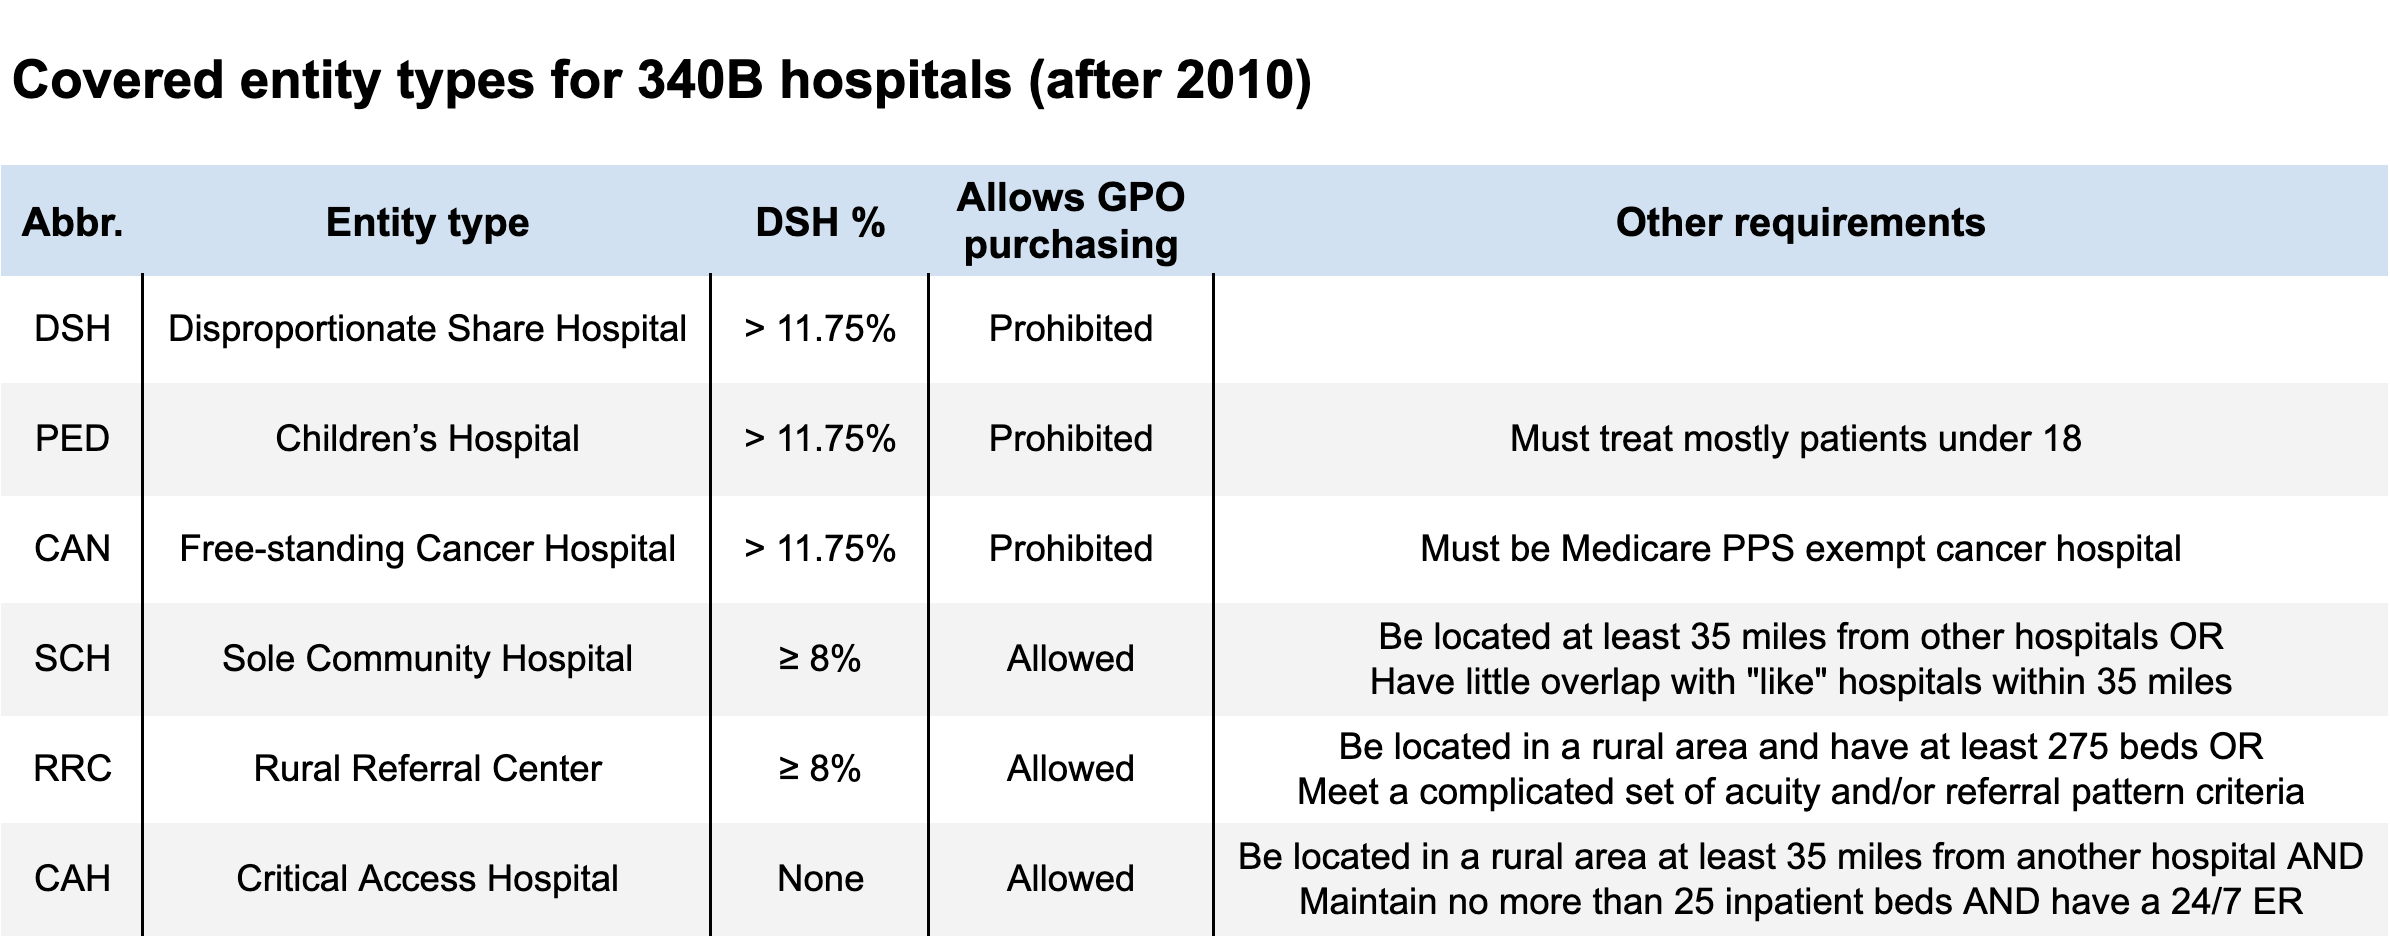 Covered entity types for 340B hospitals (after 2010)
Abbr. Entity type DSH % Allows GPO purchasing Other requirements
DSH Disproportionate Share Hospital > 11.75% Prohibited
PED Children’s Hospital > 11.75% Prohibited Must treat mostly patients under 18
CAN Free-standing Cancer Hospital > 11.75% Prohibited Must be Medicare PPS exempt cancer hospital
SCH Sole Community Hospital ≥ 8% Allowed Be located at least 35 miles from other hospitals OR
Have little overlap with "like" hospitals within 35 miles
RRC Rural Referral Center ≥ 8% Allowed Be located in a rural area and have at least 275 beds OR
Meet a complicated set of acuity and/or referral pattern criteria
CAH Critical Access Hospital None Allowed Be located in a rural area at least 35 miles from another hospital AND
Maintain no more than 25 inpatient beds AND have a 24/7 ER